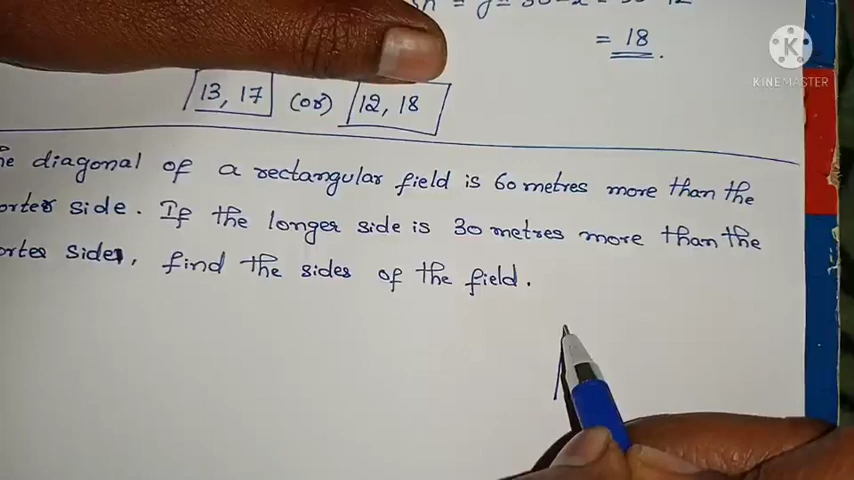 = 18
KINEMASTER
13, 17 (or) 12, 18
diagonal of a rectangular field is 60 metres more than the
side. If the longer side is 30 metres more than the
side, find the sides of the field.